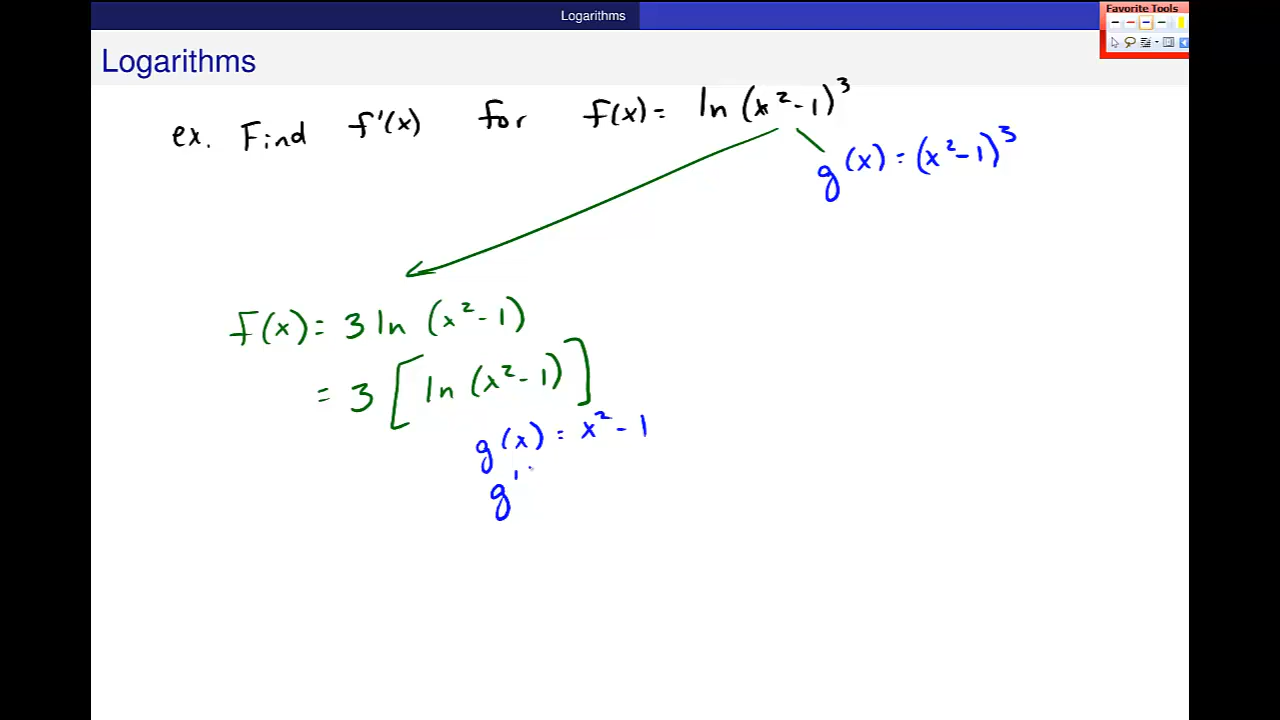 Logarithms
Favorite Tools
Logarithms
ex. Find f'(x) for f(x) = ln (x²-1)³
g(x) = (x²-1)³
f(x) = 3 ln (x²-1)
= 3 [ln (x²-1)]
g(x) = x²-1
g'